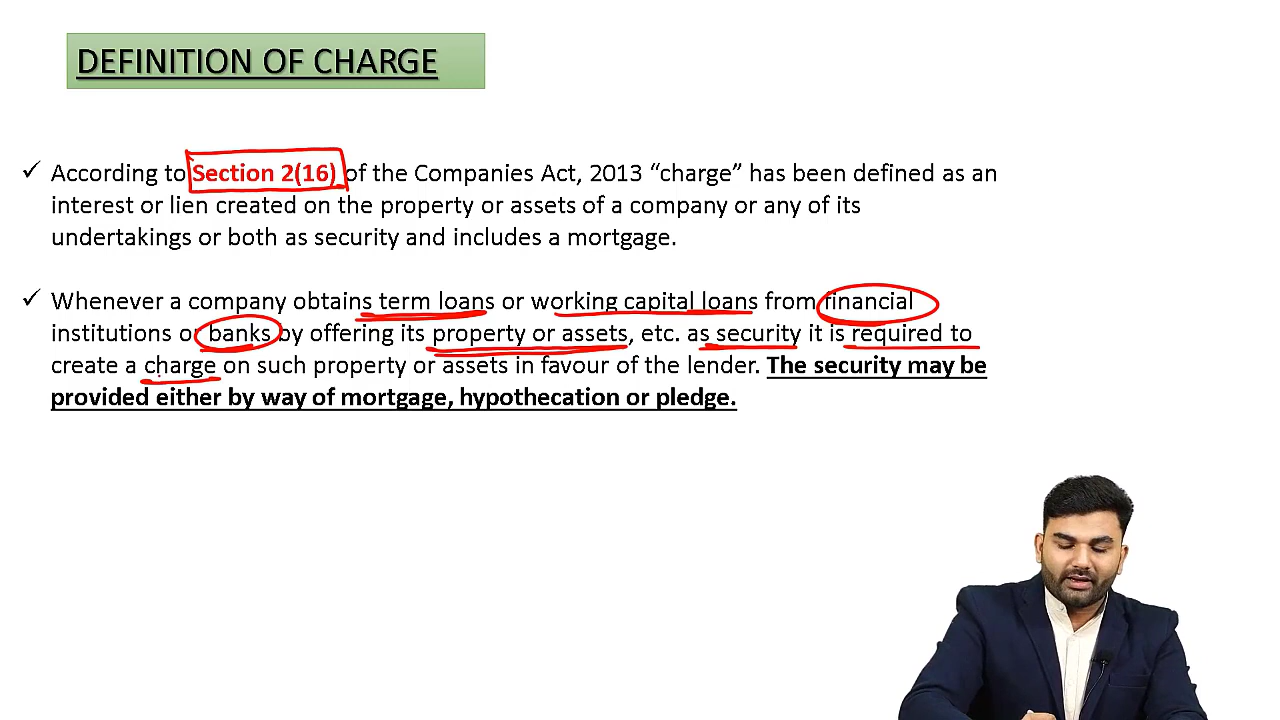 DEFINITION OF CHARGE
✓ According to Section 2(16) of the Companies Act, 2013 “charge” has been defined as an
interest or lien created on the property or assets of a company or any of its
undertakings or both as security and includes a mortgage.
✓ Whenever a company obtains term loans or working capital loans from financial
institutions or banks by offering its property or assets, etc. as security it is required to
create a charge on such property or assets in favour of the lender. The security may be
provided either by way of mortgage, hypothecation or pledge.